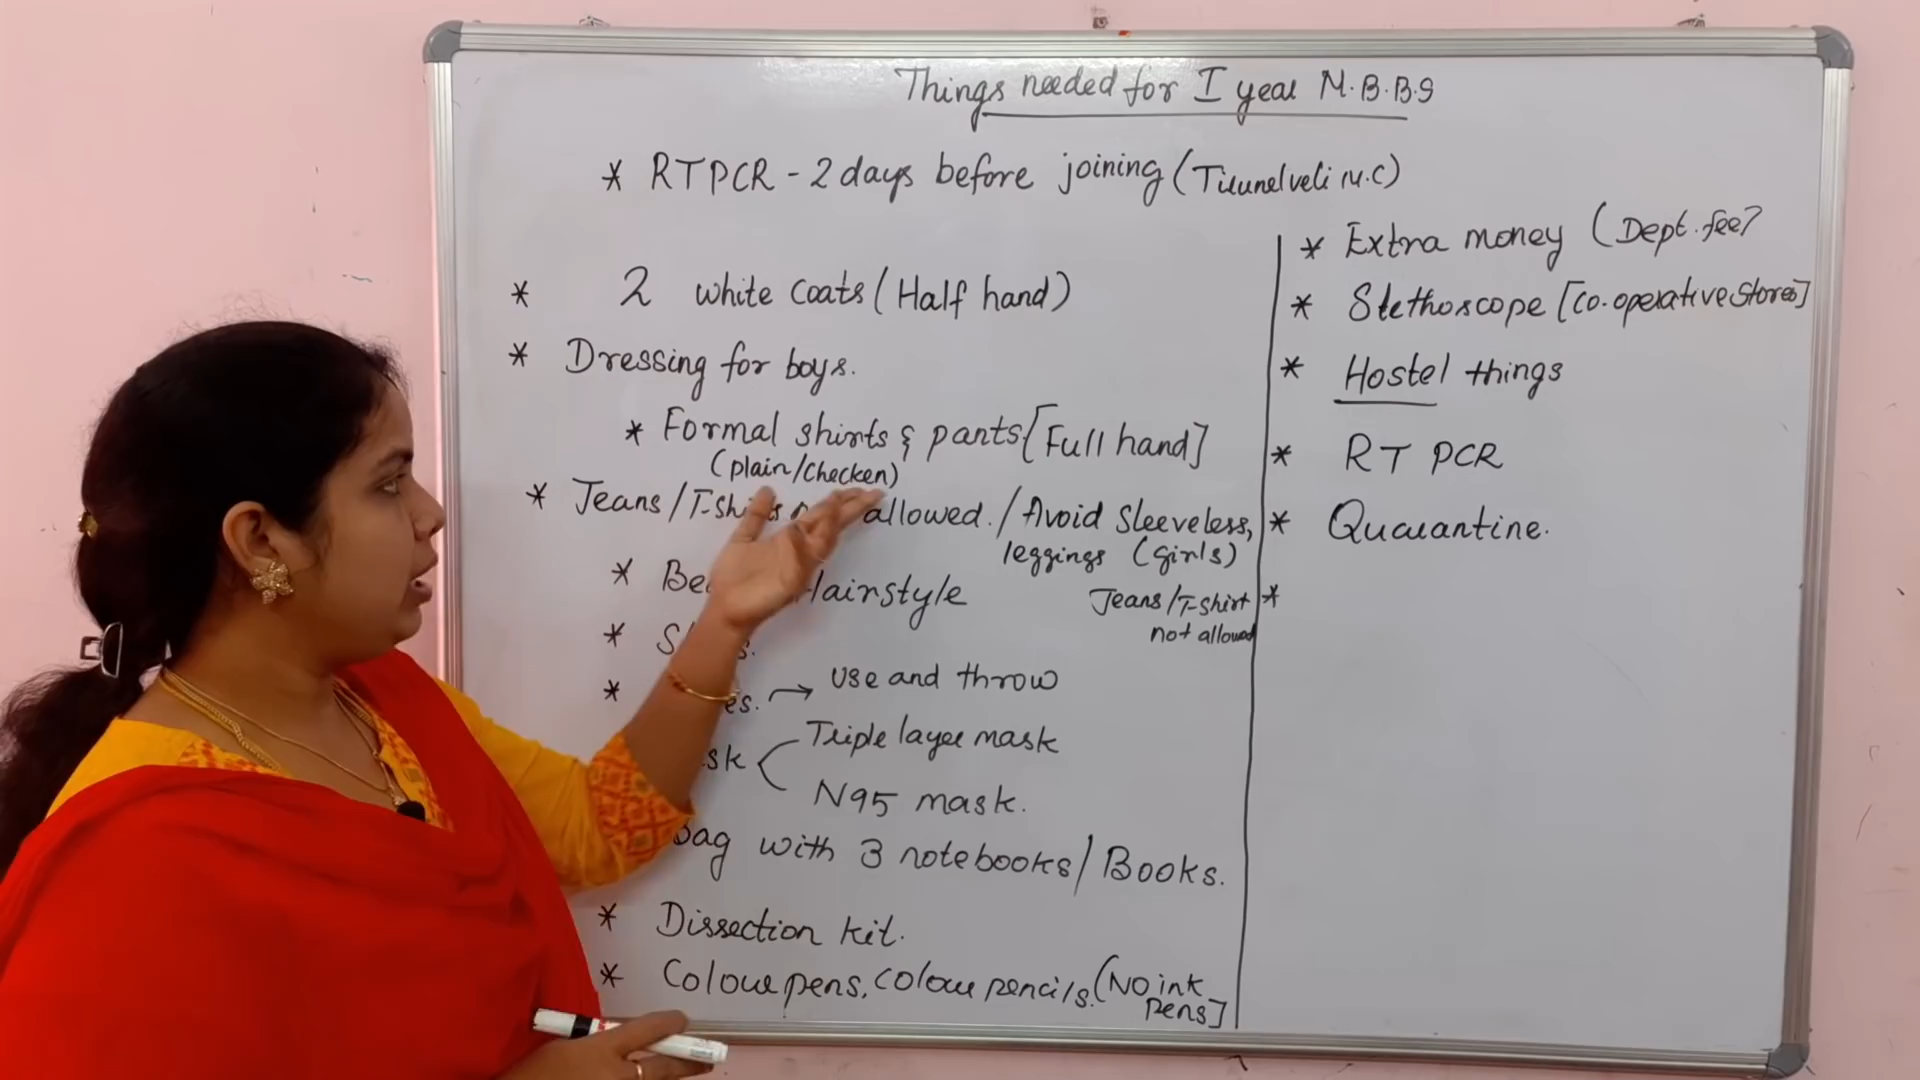 Things needed for I year M.B.B.S
* RTPCR - 2 days before joining (Tirunelveli M.C)
* 2 white coats (Half hand)
* Dressing for boys.
* Formal shirts & pants. [Full hand]
(plain/checken)
* Jeans / T-shi s allowed. / Avoid sleeveless,
leggings (girls)
* Be Hairstyle
Jeans/T-shirt
not allowed
* S s.
* es. → use and throw
sk Triple layer mask
N95 mask.
bag with 3 notebooks / Books.
* Dissection kit.
* Colour pens, colour pencils. (No ink
pens]
* Extra money (Dept. fee?
* Stethoscope [co-operative stores]
* Hostel things
* RT PCR
* Quarantine.
*